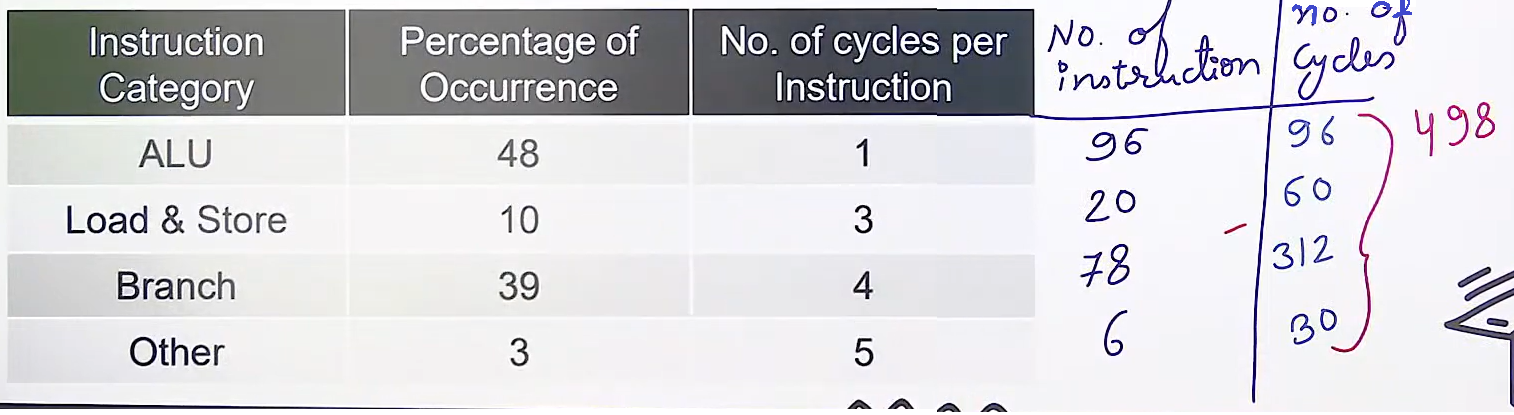 Instruction Category Percentage of Occurrence No. of cycles per Instruction No. of instruction no. of cycles
ALU 48 1 96 96
Load & Store 10 3 20 60
Branch 39 4 78 312
Other 3 5 6 30
498